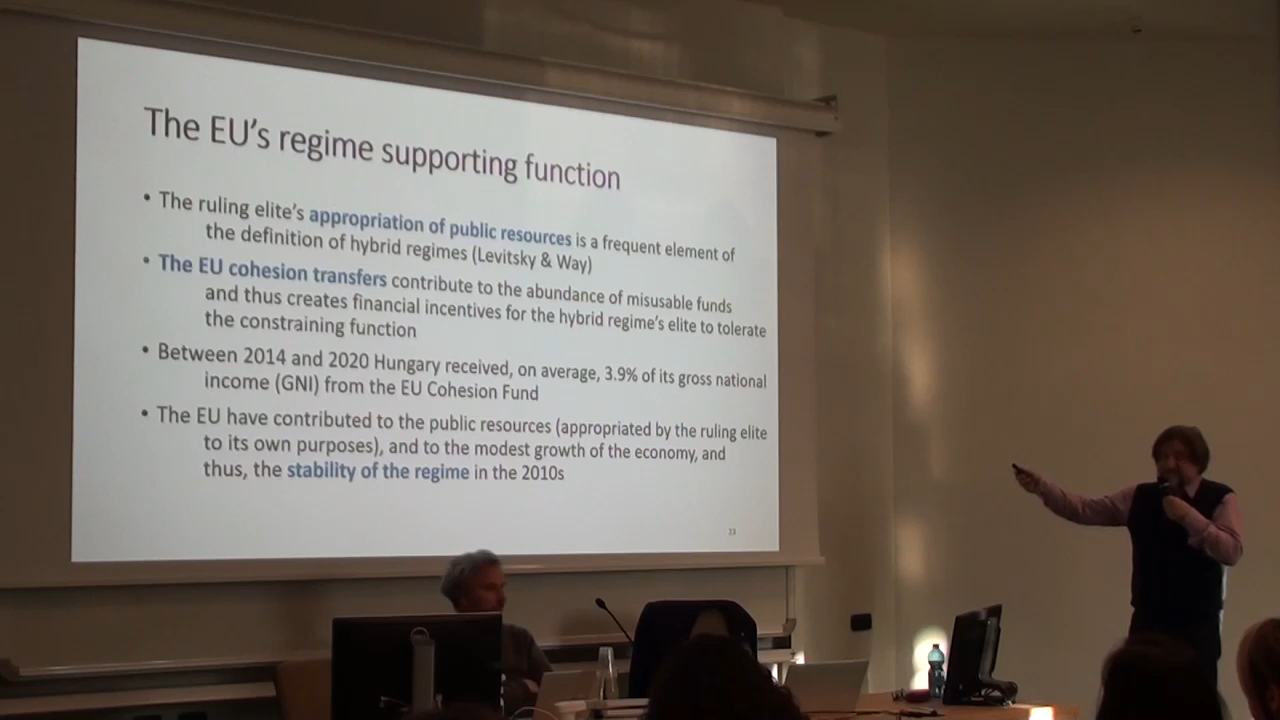 The EU's regime supporting function
• The ruling elite's appropriation of public resources is a frequent element of
the definition of hybrid regimes (Levitsky & Way)
• The EU cohesion transfers contribute to the abundance of misusable funds
and thus creates financial incentives for the hybrid regime's elite to tolerate
the constraining function
• Between 2014 and 2020 Hungary received, on average, 3.9% of its gross national
income (GNI) from the EU Cohesion Fund
• The EU have contributed to the public resources (appropriated by the ruling elite
to its own purposes), and to the modest growth of the economy, and
thus, the stability of the regime in the 2010s